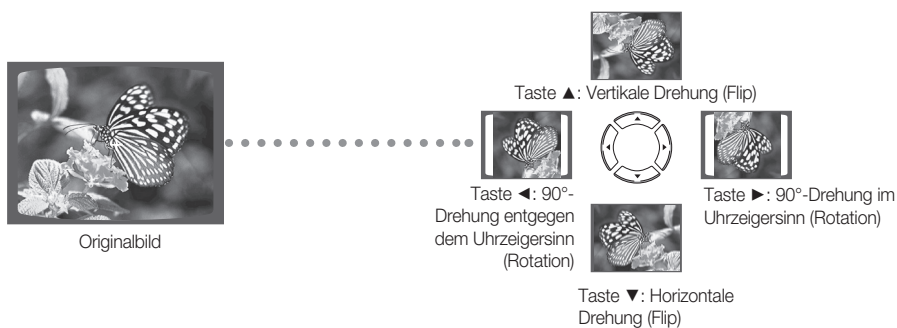 Taste ▲: Vertikale Drehung (Flip)
Taste ◄: 90°-
Drehung entgegen
dem Uhrzeigersinn
(Rotation)
Taste ►: 90°-Drehung im
Uhrzeigersinn (Rotation)
Originalbild
Taste ▼: Horizontale
Drehung (Flip)